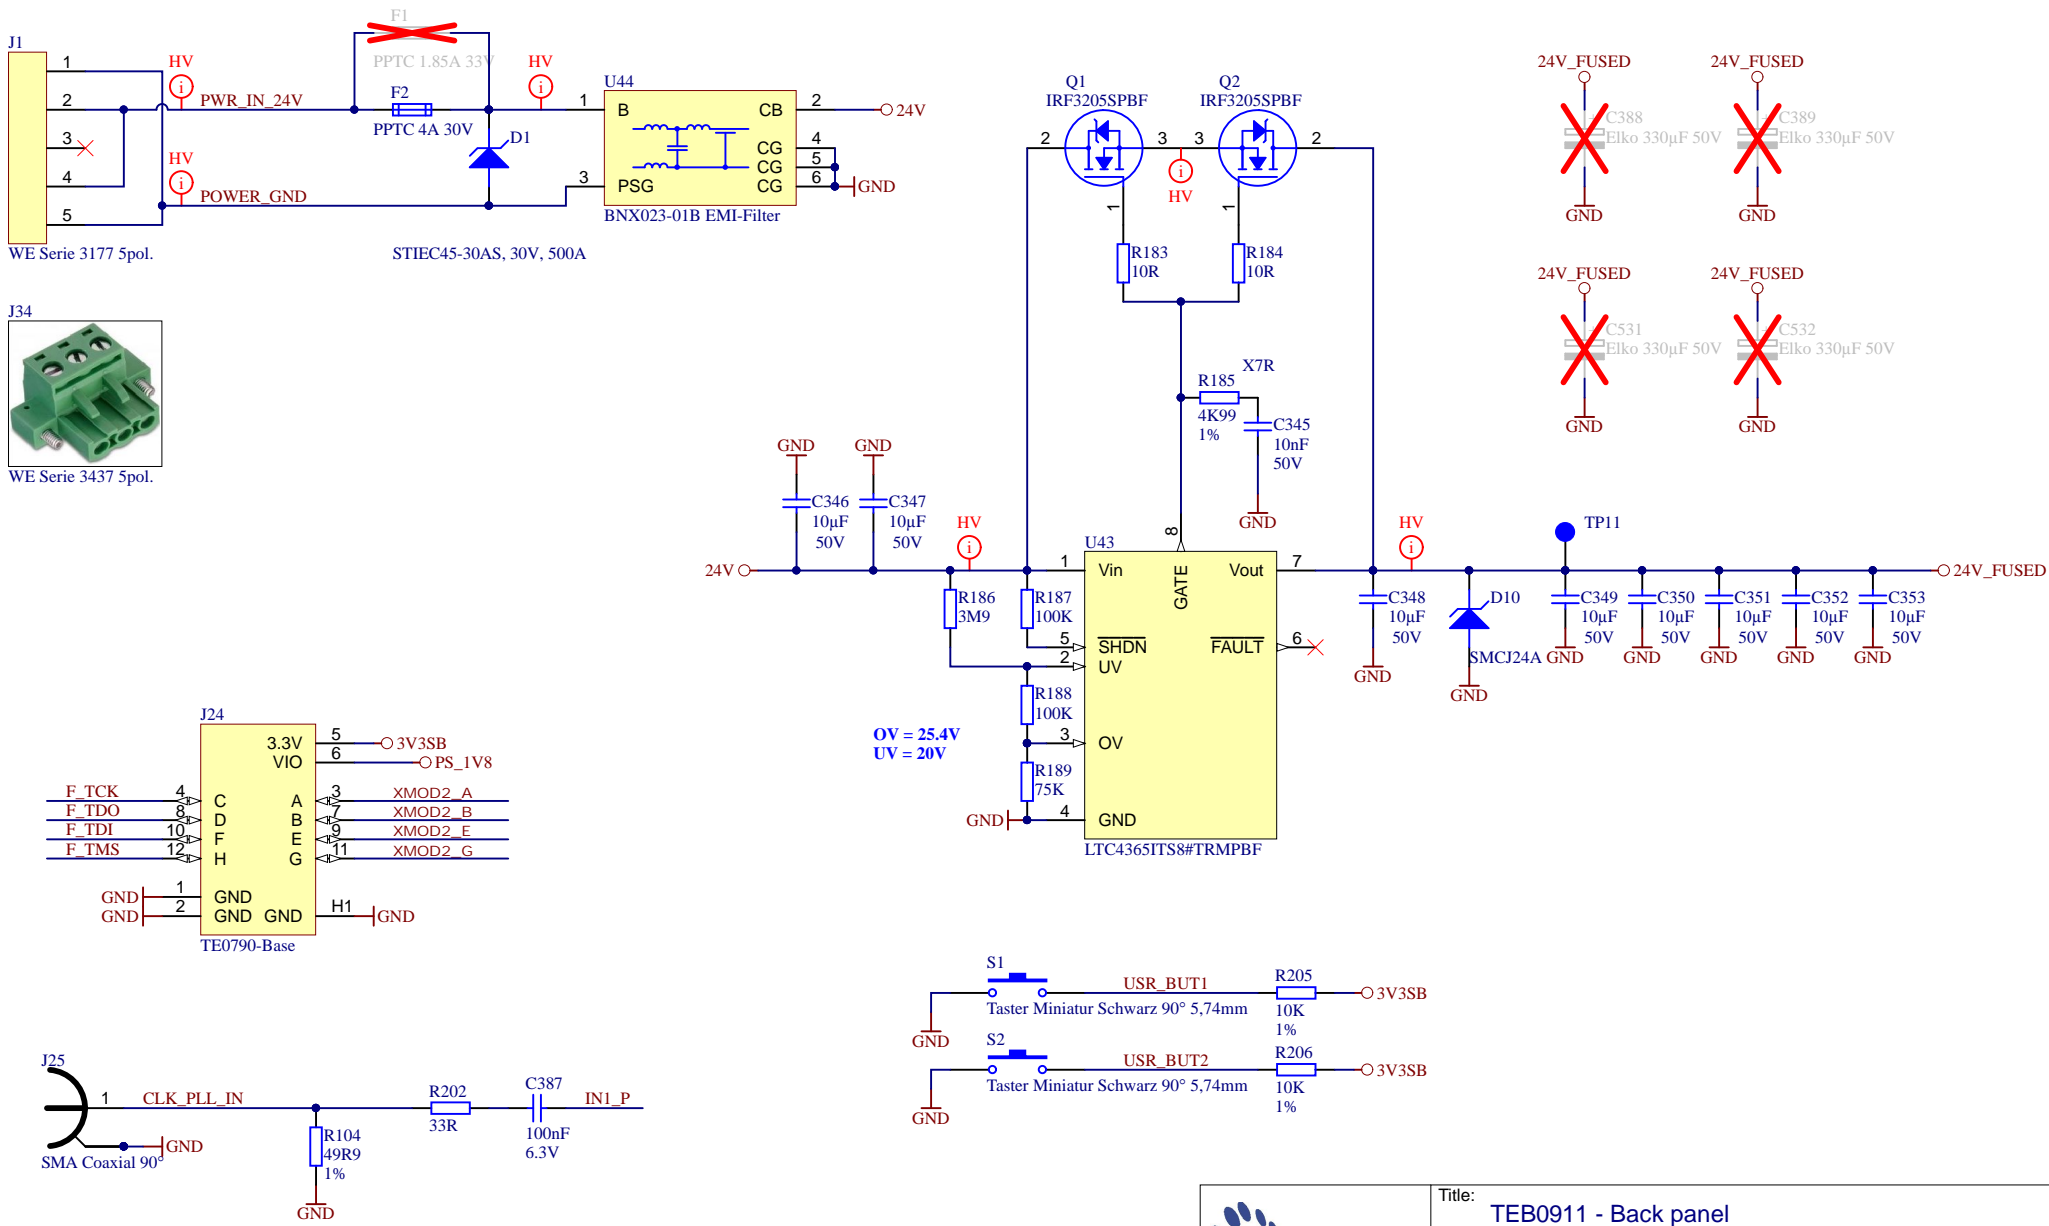 J1
1
2
3
4
5
WE Serie 3177 5pol.
HV
PWR_IN_24V
HV
POWER_GND
F1
PPTC 1.85A 33V
F2
PPTC 4A 30V
D1
STIEC45-30AS, 30V, 500A
HV
U44
1
B
3
PSG
CB
2
24V
CG
4
CG
5
CG
6
GND
BNX023-01B EMI-Filter
J34
WE Serie 3437 5pol.
Q1
IRF3205SPBF
Q2
IRF3205SPBF
2
3
3
2
HV
1
1
R183
10R
R184
10R
X7R
R185
4K99
1%
C345
10nF
50V
GND
24V_FUSED
C388
Elko 330µF 50V
GND
24V_FUSED
C389
Elko 330µF 50V
GND
24V_FUSED
C531
Elko 330µF 50V
GND
24V_FUSED
C532
Elko 330µF 50V
GND
GND
C346
10µF
50V
GND
C347
10µF
50V
HV
24V
R186
3M9
R187
100K
R188
100K
R189
75K
GND
OV = 25.4V
UV = 20V
U43
1
Vin
5
SHDN
2
UV
3
OV
4
GND
8
GATE
Vout
7
FAULT
6
LTC4365ITS8#TRMPBF
HV
C348
10µF
50V
GND
D10
SMCJ24A
GND
TP11
C349
10µF
50V
GND
C350
10µF
50V
GND
C351
10µF
50V
GND
C352
10µF
50V
GND
C353
10µF
50V
GND
24V_FUSED
J24
3.3V
5
3V3SB
VIO
6
PS_1V8
F_TCK
4
C
A
3
XMOD2_A
F_TDO
8
D
B
7
XMOD2_B
F_TDI
10
F
E
9
XMOD2_E
F_TMS
12
H
G
11
XMOD2_G
GND
1
GND
GND
2
GND
GND
H1
GND
TE0790-Base
S1
USR_BUT1
Taster Miniatur Schwarz 90° 5,74mm
GND
R205
10K
1%
3V3SB
S2
USR_BUT2
Taster Miniatur Schwarz 90° 5,74mm
GND
R206
10K
1%
3V3SB
J25
1
CLK_PLL_IN
GND
SMA Coaxial 90°
R104
49R9
1%
GND
R202
33R
C387
100nF
6.3V
IN1_P
Title:
TEB0911 - Back panel